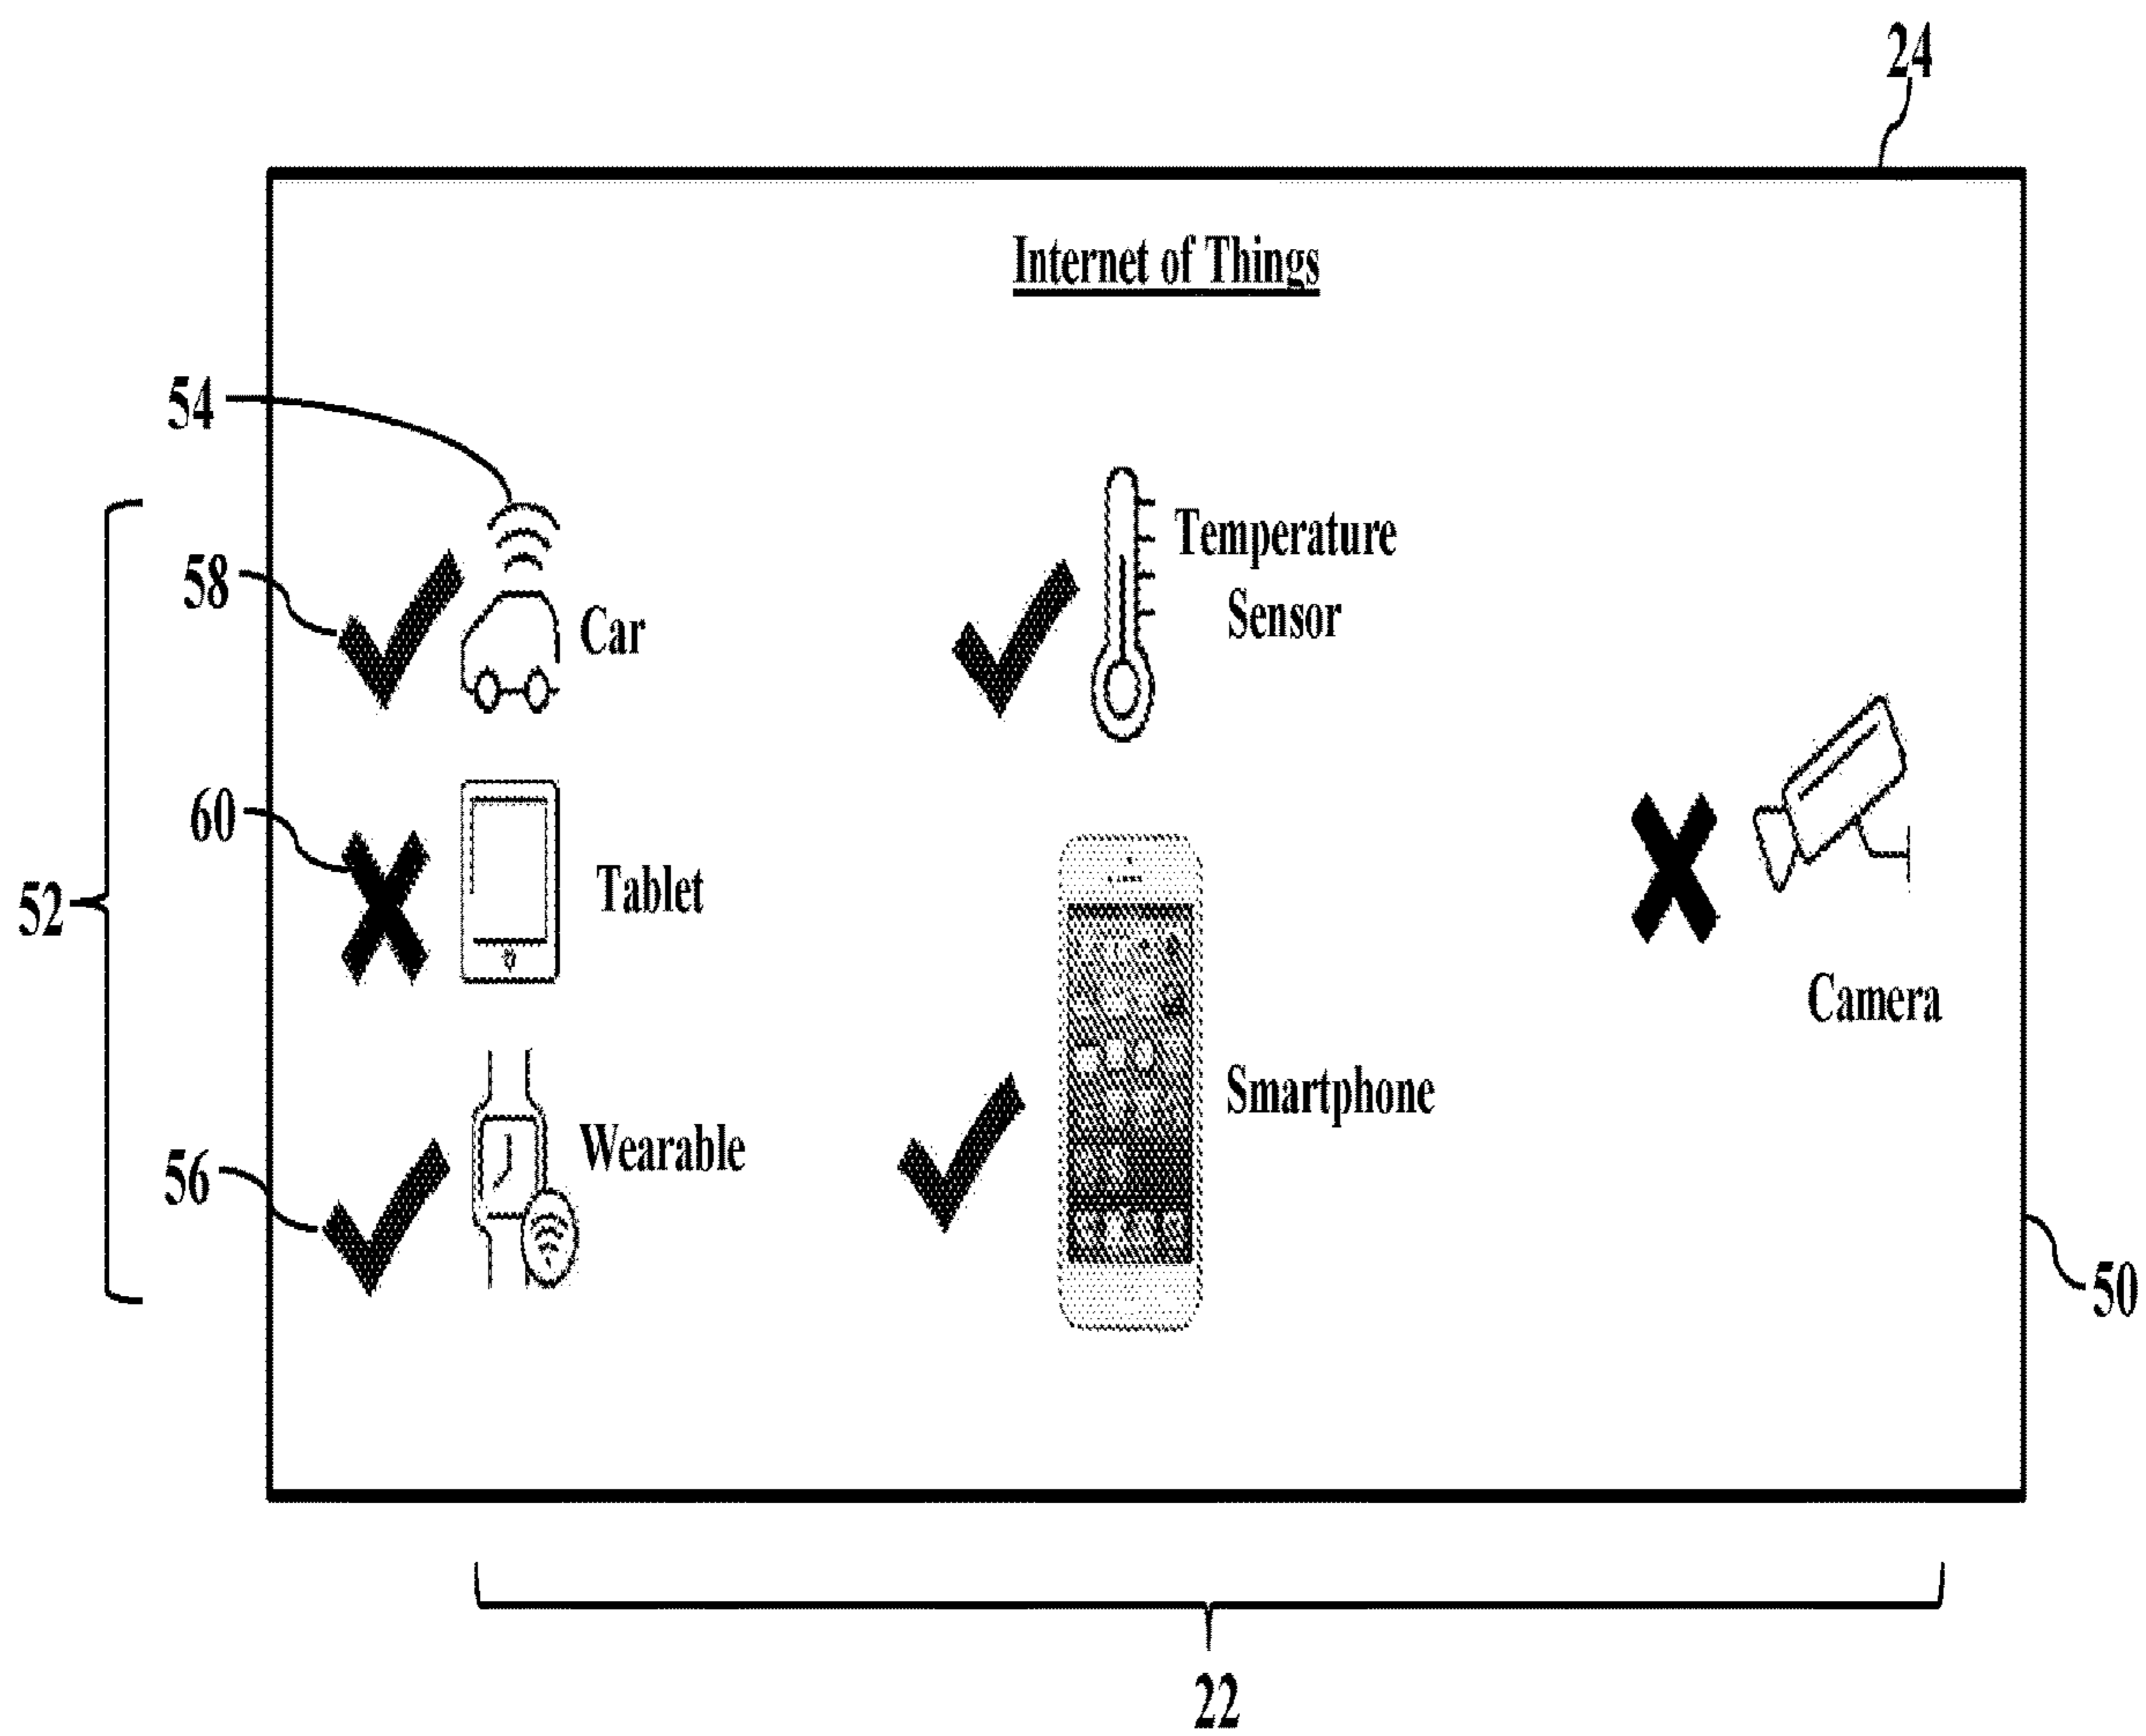 24
Internet of Things
54
Temperature
Sensor
58
Car
60
Tablet
52
Camera
Smartphone
Wearable
56
50
22